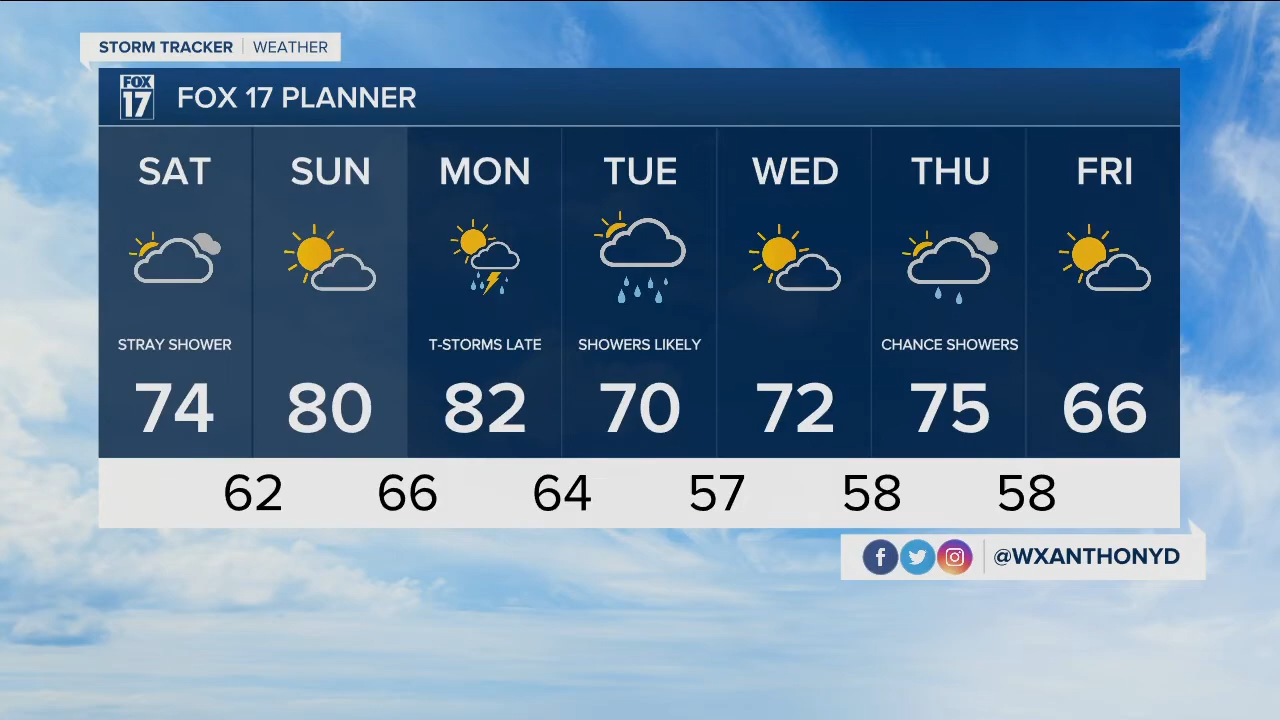 STORM TRACKER | WEATHER
FOX 17 FOX 17 PLANNER
SAT SUN MON TUE WED THU FRI
STRAY SHOWER T-STORMS LATE SHOWERS LIKELY CHANCE SHOWERS
74 80 82 70 72 75 66
62 66 64 57 58 58
@WXANTHONYD